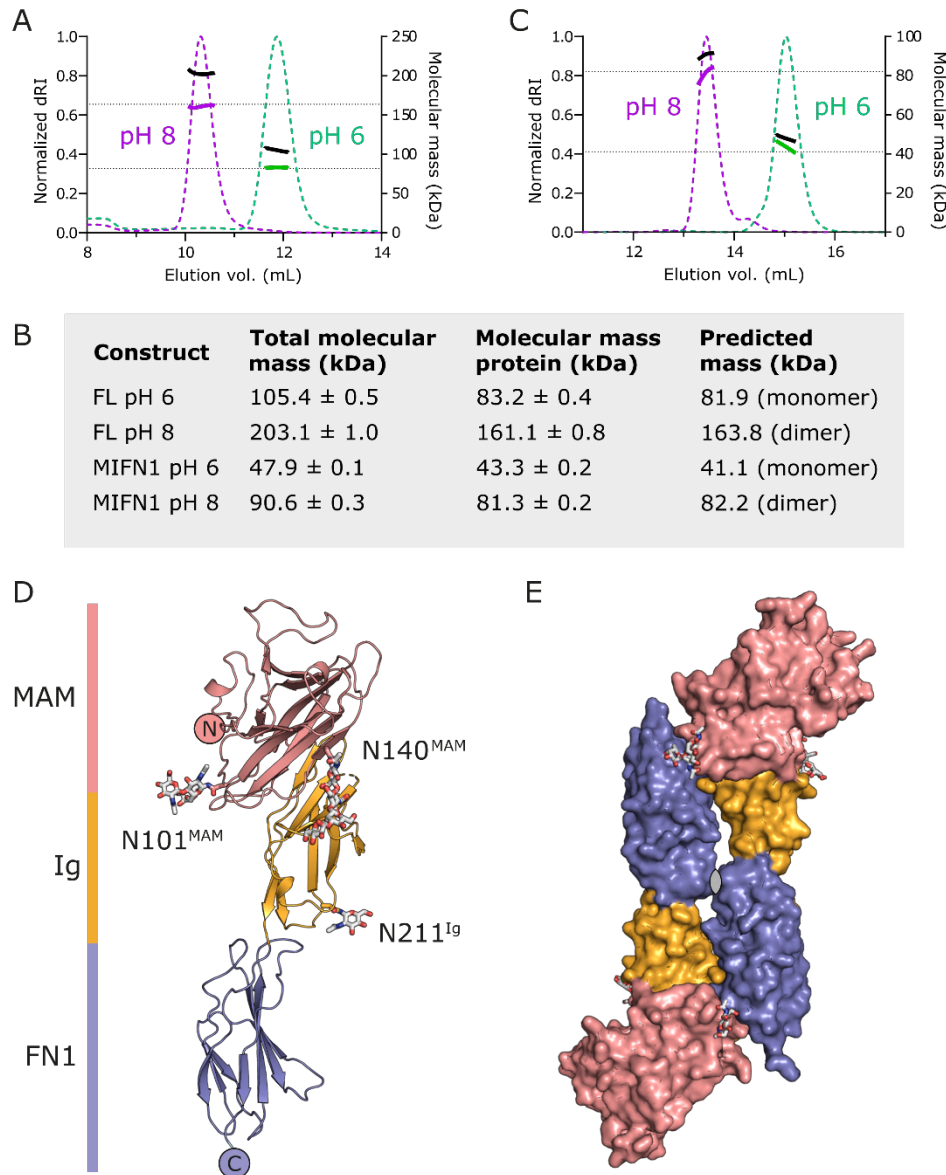 A
1.0
0.8
0.6
0.4
0.2
0.0
Normalized dRI
250
200
150
100
50
0
Molecular mass (kDa)
pH 8
pH 6
8
10
12
14
Elution vol. (mL)
C
1.0
0.8
0.6
0.4
0.2
0.0
Normalized dRI
100
80
60
40
20
0
Molecular mass (kDa)
pH 8
pH 6
12
14
16
Elution vol. (mL)
B
Construct Total molecular mass (kDa) Molecular mass protein (kDa) Predicted mass (kDa)
FL pH 6 105.4 ± 0.5 83.2 ± 0.4 81.9 (monomer)
FL pH 8 203.1 ± 1.0 161.1 ± 0.8 163.8 (dimer)
MIFN1 pH 6 47.9 ± 0.1 43.3 ± 0.2 41.1 (monomer)
MIFN1 pH 8 90.6 ± 0.3 81.3 ± 0.2 82.2 (dimer)
D
MAM
Ig
FN1
N
N140MAM
N101MAM
N211Ig
C
E